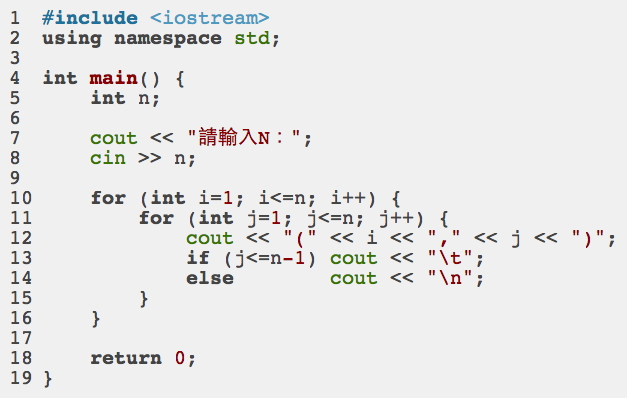 1 #include <iostream>
2 using namespace std;
3
4 int main() {
5     int n;
6
7     cout << "請輸入N：";
8     cin >> n;
9
10     for (int i=1; i<=n; i++) {
11         for (int j=1; j<=n; j++) {
12             cout << "(" << i << "," << j << ")";
13             if (j<=n-1) cout << "\t";
14             else        cout << "\n";
15         }
16     }
17
18     return 0;
19 }